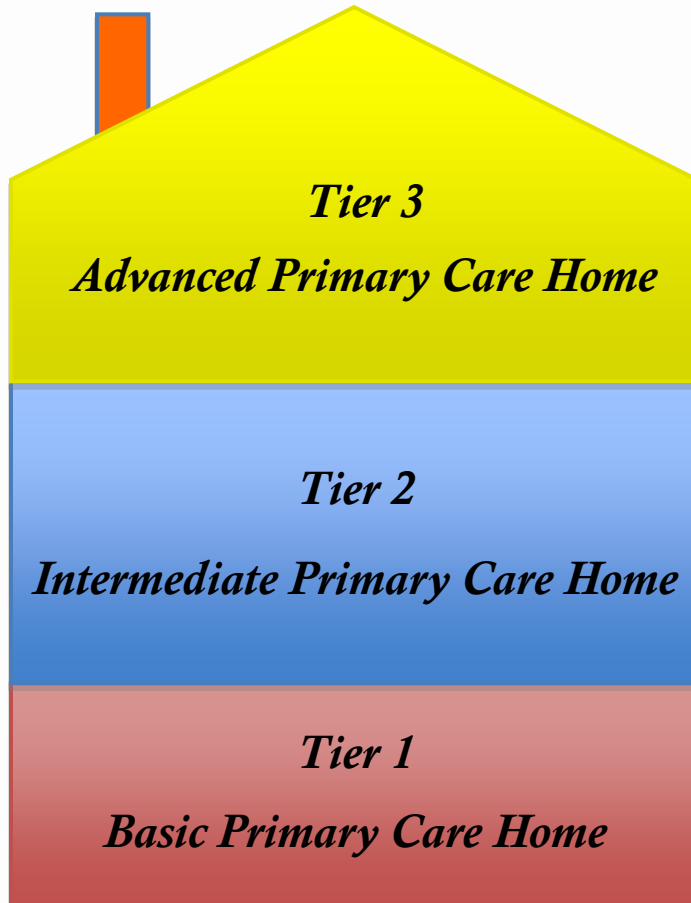 Tier 3
Advanced Primary Care Home
Tier 2
Intermediate Primary Care Home
Tier 1
Basic Primary Care Home